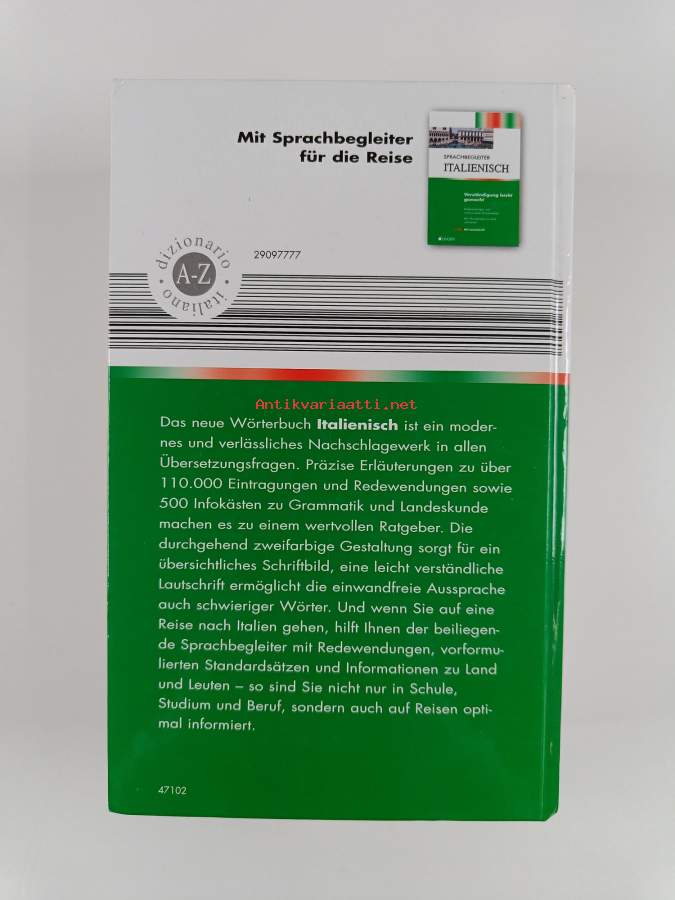 Mit Sprachbegleiter
für die Reise
SPRACHBEGLEITER
ITALIENISCH
Verständigung leicht
gemacht
dizionario
A-Z
italiano
29097777
Antikvariaatti.net
Das neue Wörterbuch Italienisch ist ein moder-
nes und verlässliches Nachschlagewerk in allen
Übersetzungsfragen. Präzise Erläuterungen zu über
110.000 Eintragungen und Redewendungen sowie
500 Infokästen zu Grammatik und Landeskunde
machen es zu einem wertvollen Ratgeber. Die
durchgehend zweifarbige Gestaltung sorgt für ein
übersichtliches Schriftbild, eine leicht verständliche
Lautschrift ermöglicht die einwandfreie Aussprache
auch schwieriger Wörter. Und wenn Sie auf eine
Reise nach Italien gehen, hilft Ihnen der beiliegen-
de Sprachbegleiter mit Redewendungen, vorformu-
lierten Standardsätzen und Informationen zu Land
und Leuten – so sind Sie nicht nur in Schule,
Studium und Beruf, sondern auch auf Reisen opti-
mal informiert.
47102